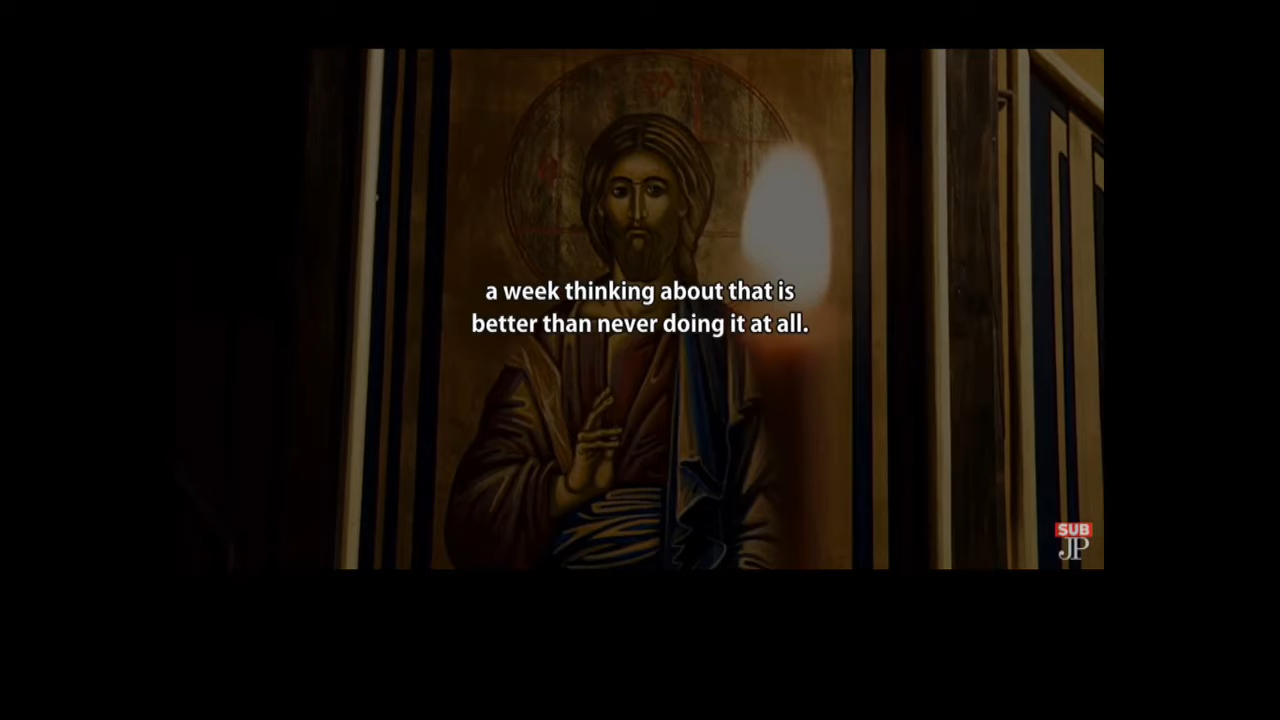 a week thinking about that is
better than never doing it at all.
SUB
JP